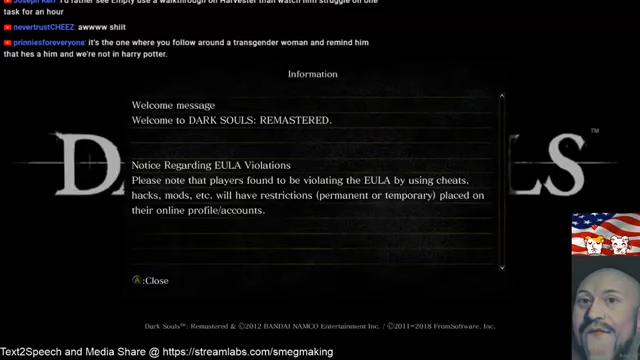 Joseph Kerr I'd rather see Empty use a walkthrough on Harvester than watch him struggle on one
task for an hour
nevertrustCHEEZ: awwww shiit
prinniesforeveryone: it's the one where you follow around a transgender woman and remind him
that hes a him and we're not in harry potter.
Information
Welcome message
Welcome to DARK SOULS: REMASTERED.
Notice Regarding EULA Violations
Please note that players found to be violating the EULA by using cheats,
hacks, mods, etc. will have restrictions (permanent or temporary) placed on
their online profile/accounts.
:Close
Dark Souls™: Remastered & ©2012 BANDAI NAMCO Entertainment Inc. / ©2011-2018 FromSoftware, Inc.
Text2Speech and Media Share @ https://streamlabs.com/smegmaking